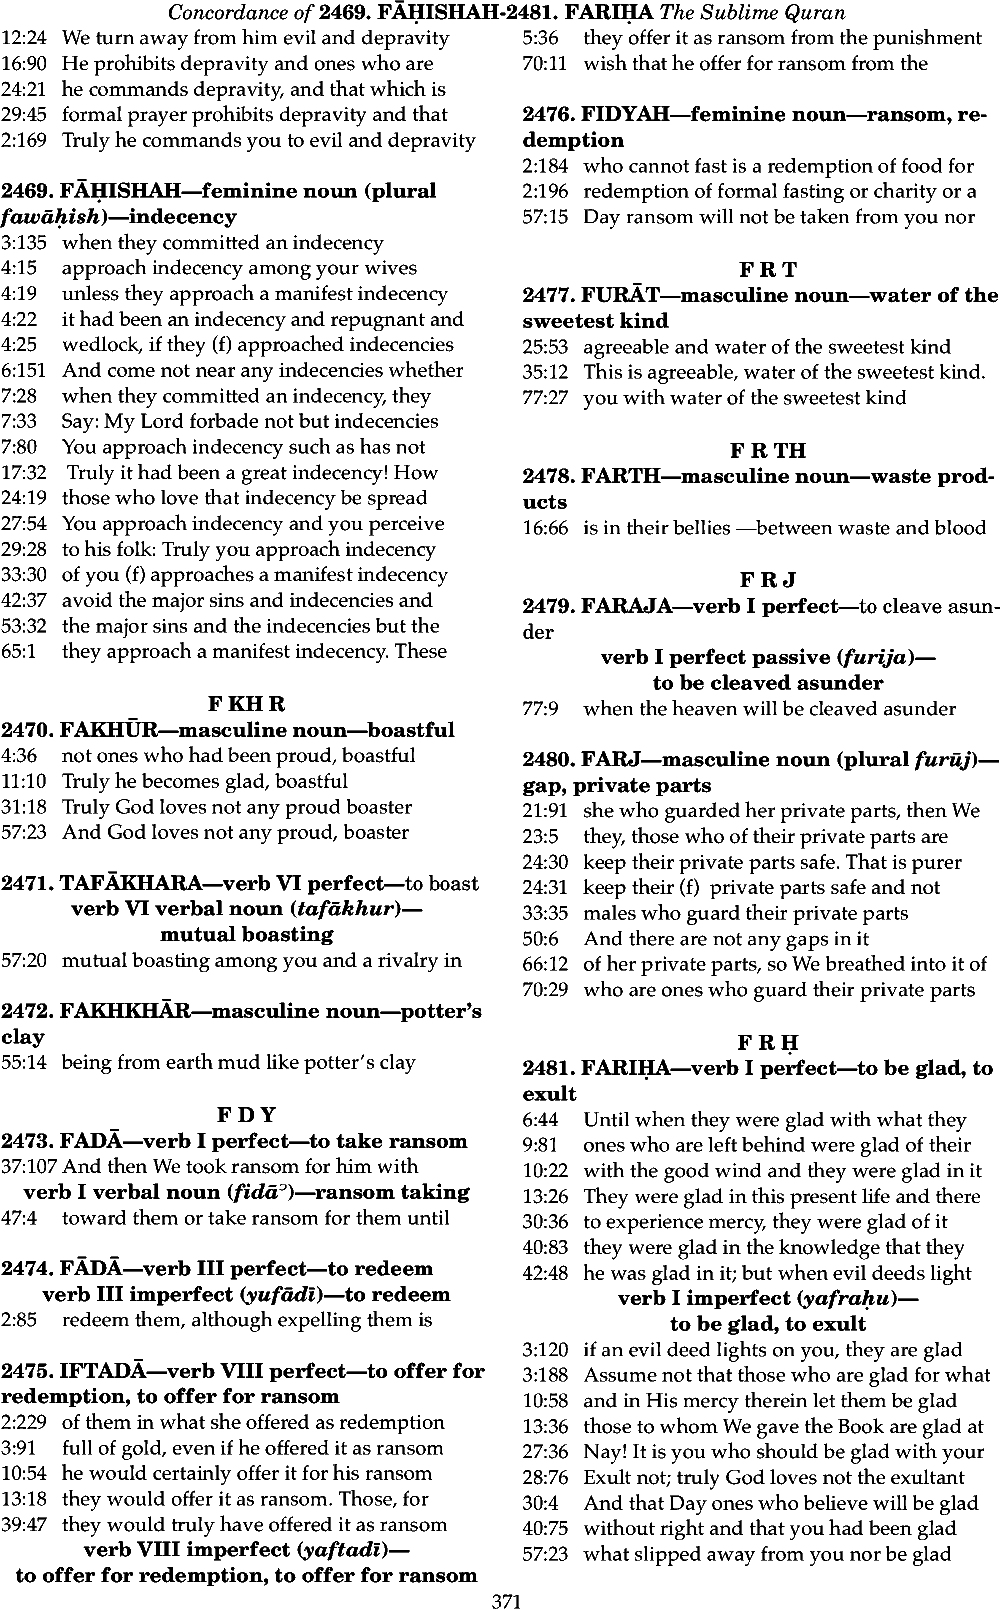 Concordance of 2469. FĀḤISHAH-2481. FARIḤA The Sublime Quran
12:24 We turn away from him evil and depravity
16:90 He prohibits depravity and ones who are
24:21 he commands depravity, and that which is
29:45 formal prayer prohibits depravity and that
2:169 Truly he commands you to evil and depravity
2469. FĀḤISHAH—feminine noun (plural
fawāḥish)—indecency
3:135 when they committed an indecency
4:15 approach indecency among your wives
4:19 unless they approach a manifest indecency
4:22 it had been an indecency and repugnant and
4:25 wedlock, if they (f) approached indecencies
6:151 And come not near any indecencies whether
7:28 when they committed an indecency, they
7:33 Say: My Lord forbade not but indecencies
7:80 You approach indecency such as has not
17:32 Truly it had been a great indecency! How
24:19 those who love that indecency be spread
27:54 You approach indecency and you perceive
29:28 to his folk: Truly you approach indecency
33:30 of you (f) approaches a manifest indecency
42:37 avoid the major sins and indecencies and
53:32 the major sins and the indecencies but the
65:1 they approach a manifest indecency. These
F KH R
2470. FAKHŪR—masculine noun—boastful
4:36 not ones who had been proud, boastful
11:10 Truly he becomes glad, boastful
31:18 Truly God loves not any proud boaster
57:23 And God loves not any proud, boaster
2471. TAFĀKHARA—verb VI perfect—to boast
verb VI verbal noun (tafākhur)—
mutual boasting
57:20 mutual boasting among you and a rivalry in
2472. FAKHKHĀR—masculine noun—potter's
clay
55:14 being from earth mud like potter's clay
F D Y
2473. FADĀ—verb I perfect—to take ransom
37:107 And then We took ransom for him with
verb I verbal noun (fidāʾ)—ransom taking
47:4 toward them or take ransom for them until
2474. FĀDĀ—verb III perfect—to redeem
verb III imperfect (yufādī)—to redeem
2:85 redeem them, although expelling them is
2475. IFTADĀ—verb VIII perfect—to offer for
redemption, to offer for ransom
2:229 of them in what she offered as redemption
3:91 full of gold, even if he offered it as ransom
10:54 he would certainly offer it for his ransom
13:18 they would offer it as ransom. Those, for
39:47 they would truly have offered it as ransom
verb VIII imperfect (yaftadī)—
to offer for redemption, to offer for ransom
5:36 they offer it as ransom from the punishment
70:11 wish that he offer for ransom from the
2476. FIDYAH—feminine noun—ransom, re-
demption
2:184 who cannot fast is a redemption of food for
2:196 redemption of formal fasting or charity or a
57:15 Day ransom will not be taken from you nor
F R T
2477. FURĀT—masculine noun—water of the
sweetest kind
25:53 agreeable and water of the sweetest kind
35:12 This is agreeable, water of the sweetest kind.
77:27 you with water of the sweetest kind
F R TH
2478. FARTH—masculine noun—waste prod-
ucts
16:66 is in their bellies —between waste and blood
F R J
2479. FARAJA—verb I perfect—to cleave asun-
der
verb I perfect passive (furija)—
to be cleaved asunder
77:9 when the heaven will be cleaved asunder
2480. FARJ—masculine noun (plural furūj)—
gap, private parts
21:91 she who guarded her private parts, then We
23:5 they, those who of their private parts are
24:30 keep their private parts safe. That is purer
24:31 keep their (f) private parts safe and not
33:35 males who guard their private parts
50:6 And there are not any gaps in it
66:12 of her private parts, so We breathed into it of
70:29 who are ones who guard their private parts
F R Ḥ
2481. FARIḤA—verb I perfect—to be glad, to
exult
6:44 Until when they were glad with what they
9:81 ones who are left behind were glad of their
10:22 with the good wind and they were glad in it
13:26 They were glad in this present life and there
30:36 to experience mercy, they were glad of it
40:83 they were glad in the knowledge that they
42:48 he was glad in it; but when evil deeds light
verb I imperfect (yafraḥu)—
to be glad, to exult
3:120 if an evil deed lights on you, they are glad
3:188 Assume not that those who are glad for what
10:58 and in His mercy therein let them be glad
13:36 those to whom We gave the Book are glad at
27:36 Nay! It is you who should be glad with your
28:76 Exult not; truly God loves not the exultant
30:4 And that Day ones who believe will be glad
40:75 without right and that you had been glad
57:23 what slipped away from you nor be glad
371